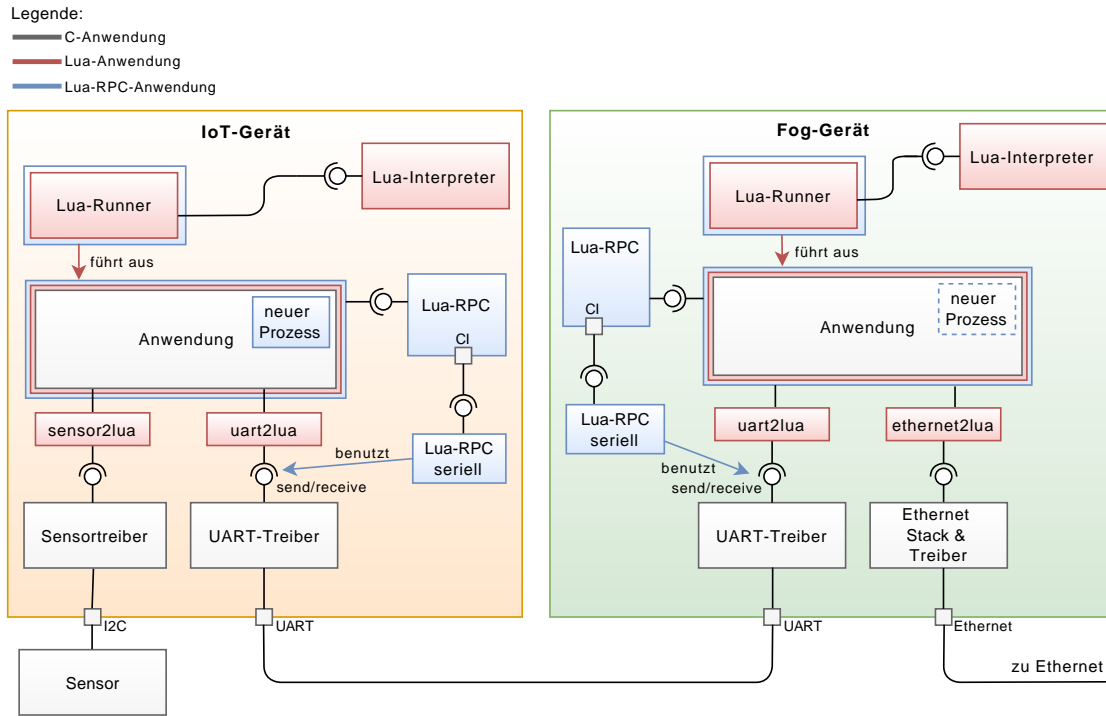 Legende:
C-Anwendung
Lua-Anwendung
Lua-RPC-Anwendung
IoT-Gerät
Lua-Runner
Lua-Interpreter
führt aus
neuer
Prozess
Anwendung
Lua-RPC
CI
sensor2lua
uart2lua
Lua-RPC
seriell
benutzt
send/receive
Sensortreiber
UART-Treiber
I2C
UART
Sensor
Fog-Gerät
Lua-Interpreter
Lua-Runner
Lua-RPC
CI
führt aus
neuer
Prozess
Anwendung
Lua-RPC
seriell
uart2lua
ethernet2lua
benutzt
send/receive
UART-Treiber
Ethernet
Stack &
Treiber
UART
Ethernet
zu Ethernet